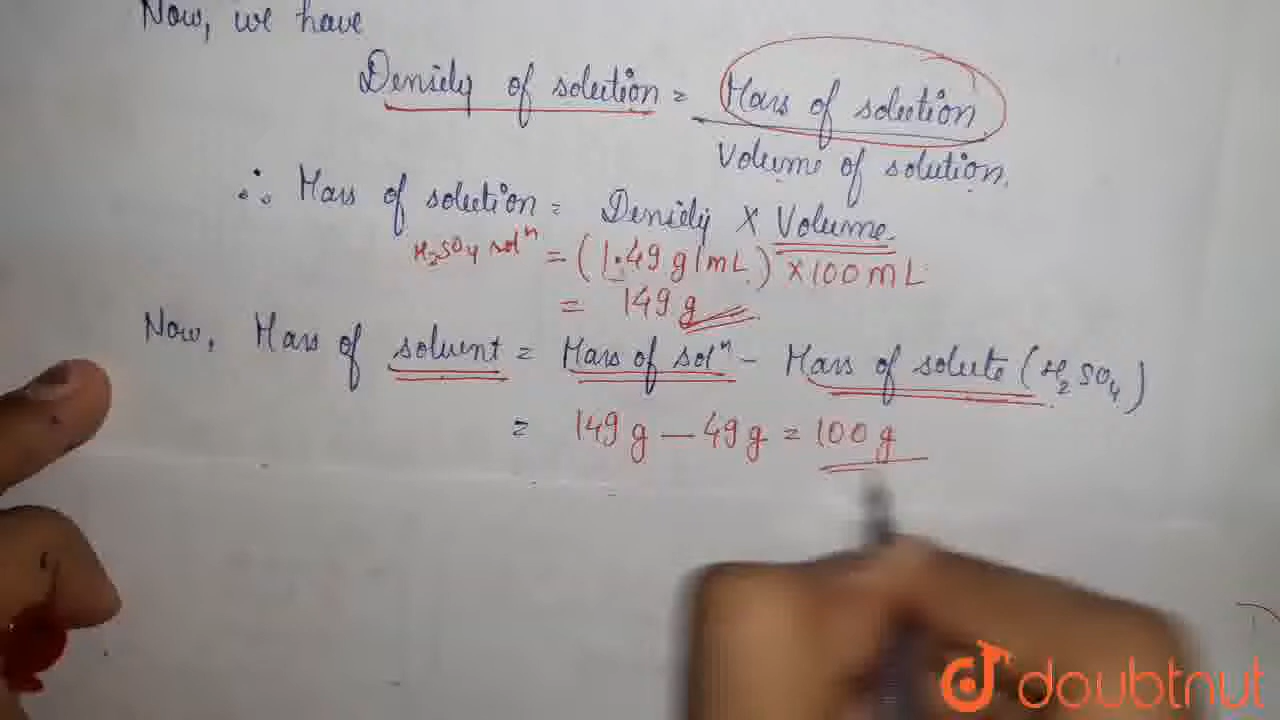 Now, we have
Density of solution = Mass of solution
Volume of solution.
∴ Mass of solution = Density × Volume.
H₂SO₄ solⁿ = (1.49 g/mL) × 100 mL
= 149 g
Now, Mass of solvent = Mass of solⁿ - Mass of solute (H₂SO₄)
= 149 g — 49 g = 100 g
doubtnut